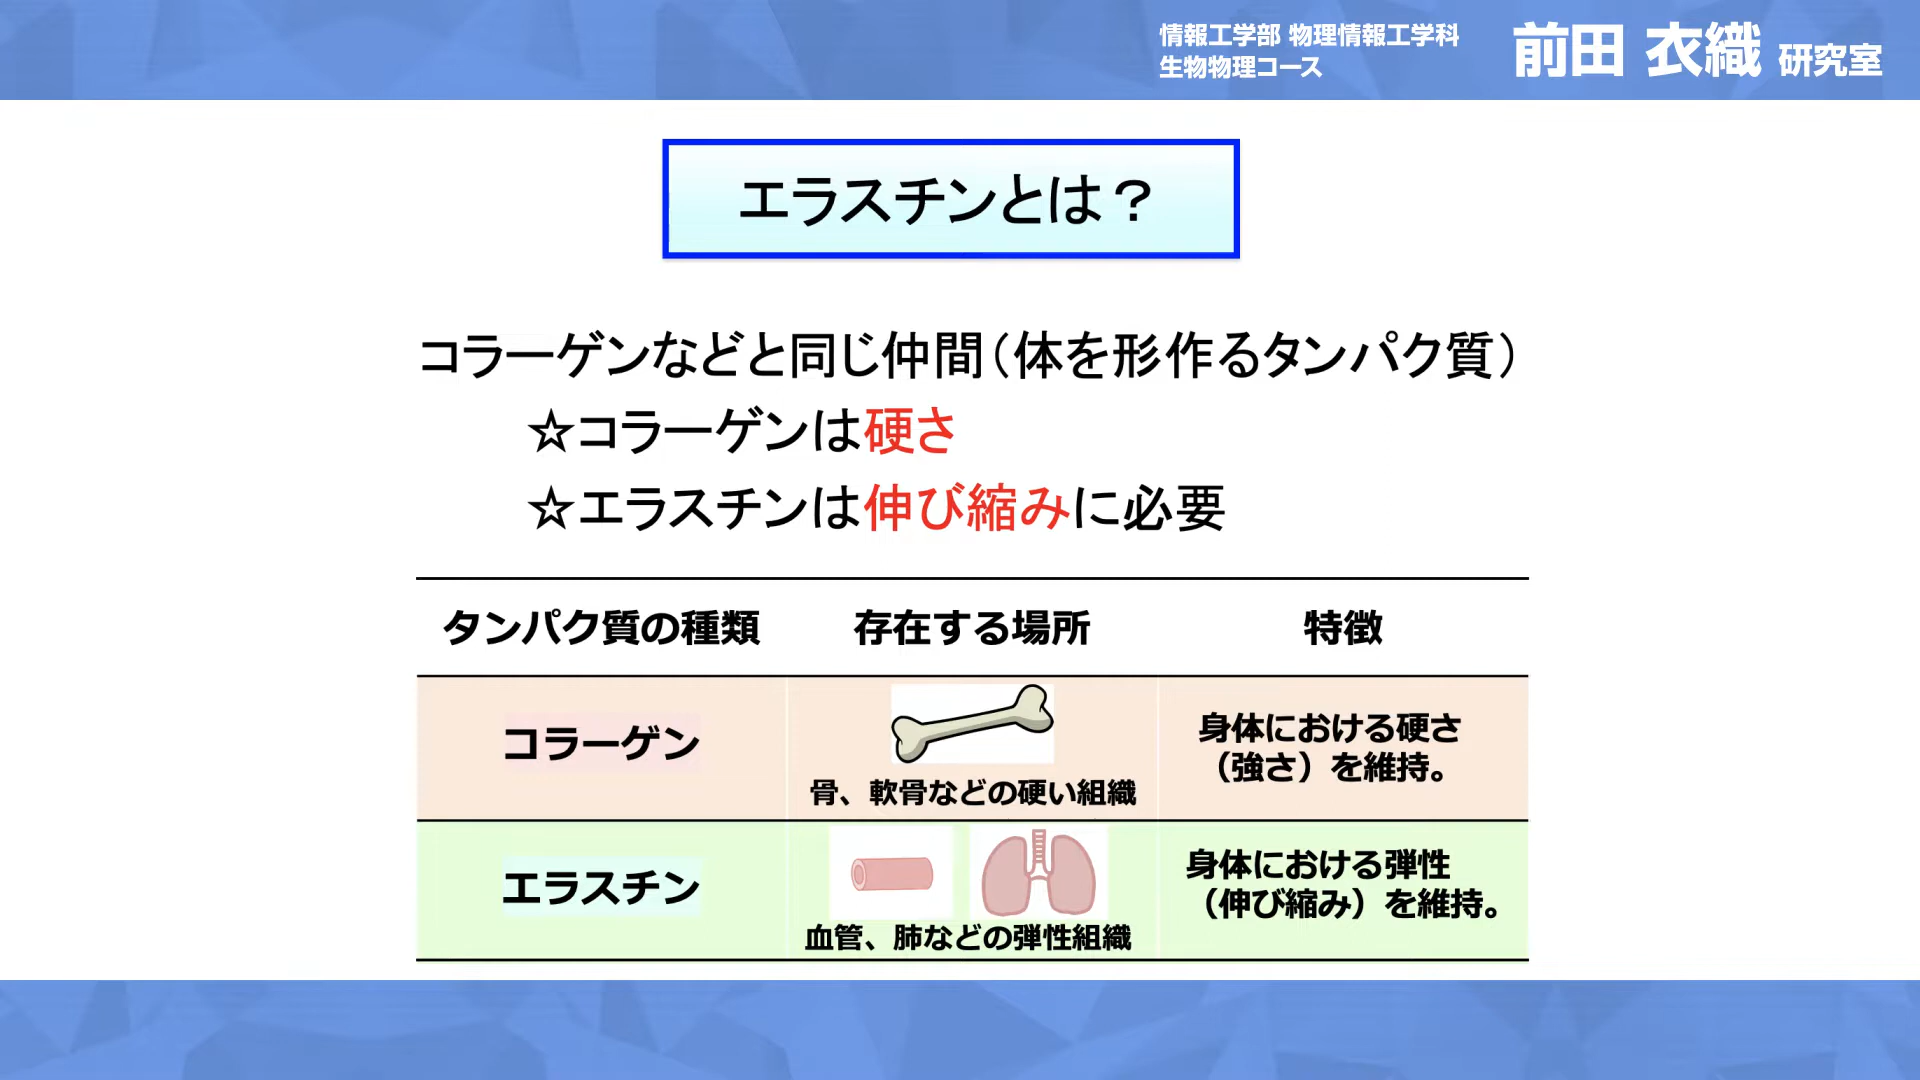 情報工学部 物理情報工学科
生物物理コース
前田 衣織 研究室
エラスチンとは？
コラーゲンなどと同じ仲間（体を形作るタンパク質）
☆コラーゲンは硬さ
☆エラスチンは伸び縮みに必要
タンパク質の種類 存在する場所 特徴
コラーゲン
骨、軟骨などの硬い組織
身体における硬さ
（強さ）を維持。
エラスチン
血管、肺などの弾性組織
身体における弾性
（伸び縮み）を維持。